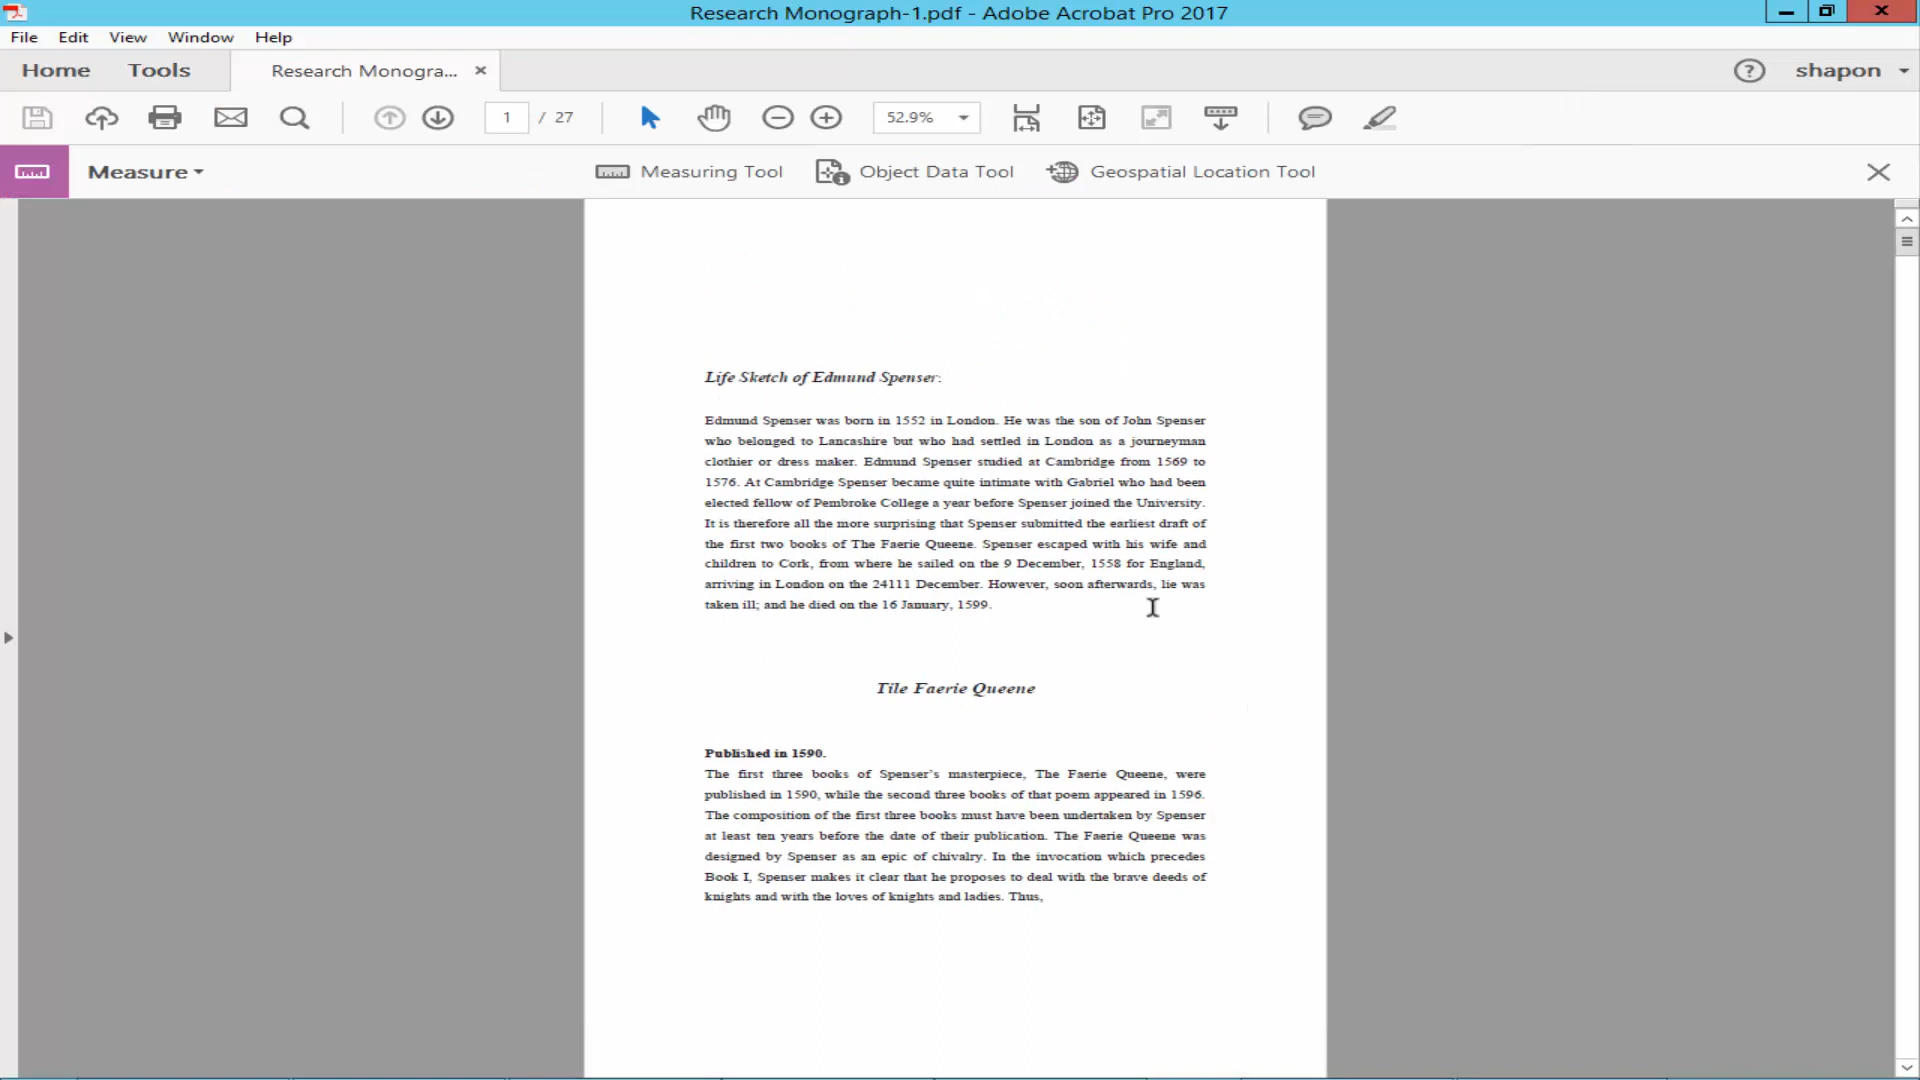 Research Monograph-1.pdf - Adobe Acrobat Pro 2017
File Edit View Window Help
Home Tools Research Monogra... shapon
1 / 27 52.9%
Measure Measuring Tool Object Data Tool Geospatial Location Tool
Life Sketch of Edmund Spenser:
Edmund Spenser was born in 1552 in London. He was the son of John Spenser
who belonged to Lancashire but who had settled in London as a journeyman
clothier or dress maker. Edmund Spenser studied at Cambridge from 1569 to
1576. At Cambridge Spenser became quite intimate with Gabriel who had been
elected fellow of Pembroke College a year before Spenser joined the University.
It is therefore all the more surprising that Spenser submitted the earliest draft of
the first two books of The Faerie Queene. Spenser escaped with his wife and
children to Cork, from where he sailed on the 9 December, 1558 for England,
arriving in London on the 24111 December. However, soon afterwards, lie was
taken ill; and he died on the 16 January, 1599.
Tile Faerie Queene
Published in 1590.
The first three books of Spenser's masterpiece, The Faerie Queene, were
published in 1590, while the second three books of that poem appeared in 1596.
The composition of the first three books must have been undertaken by Spenser
at least ten years before the date of their publication. The Faerie Queene was
designed by Spenser as an epic of chivalry. In the invocation which precedes
Book I, Spenser makes it clear that he proposes to deal with the brave deeds of
knights and with the loves of knights and ladies. Thus,